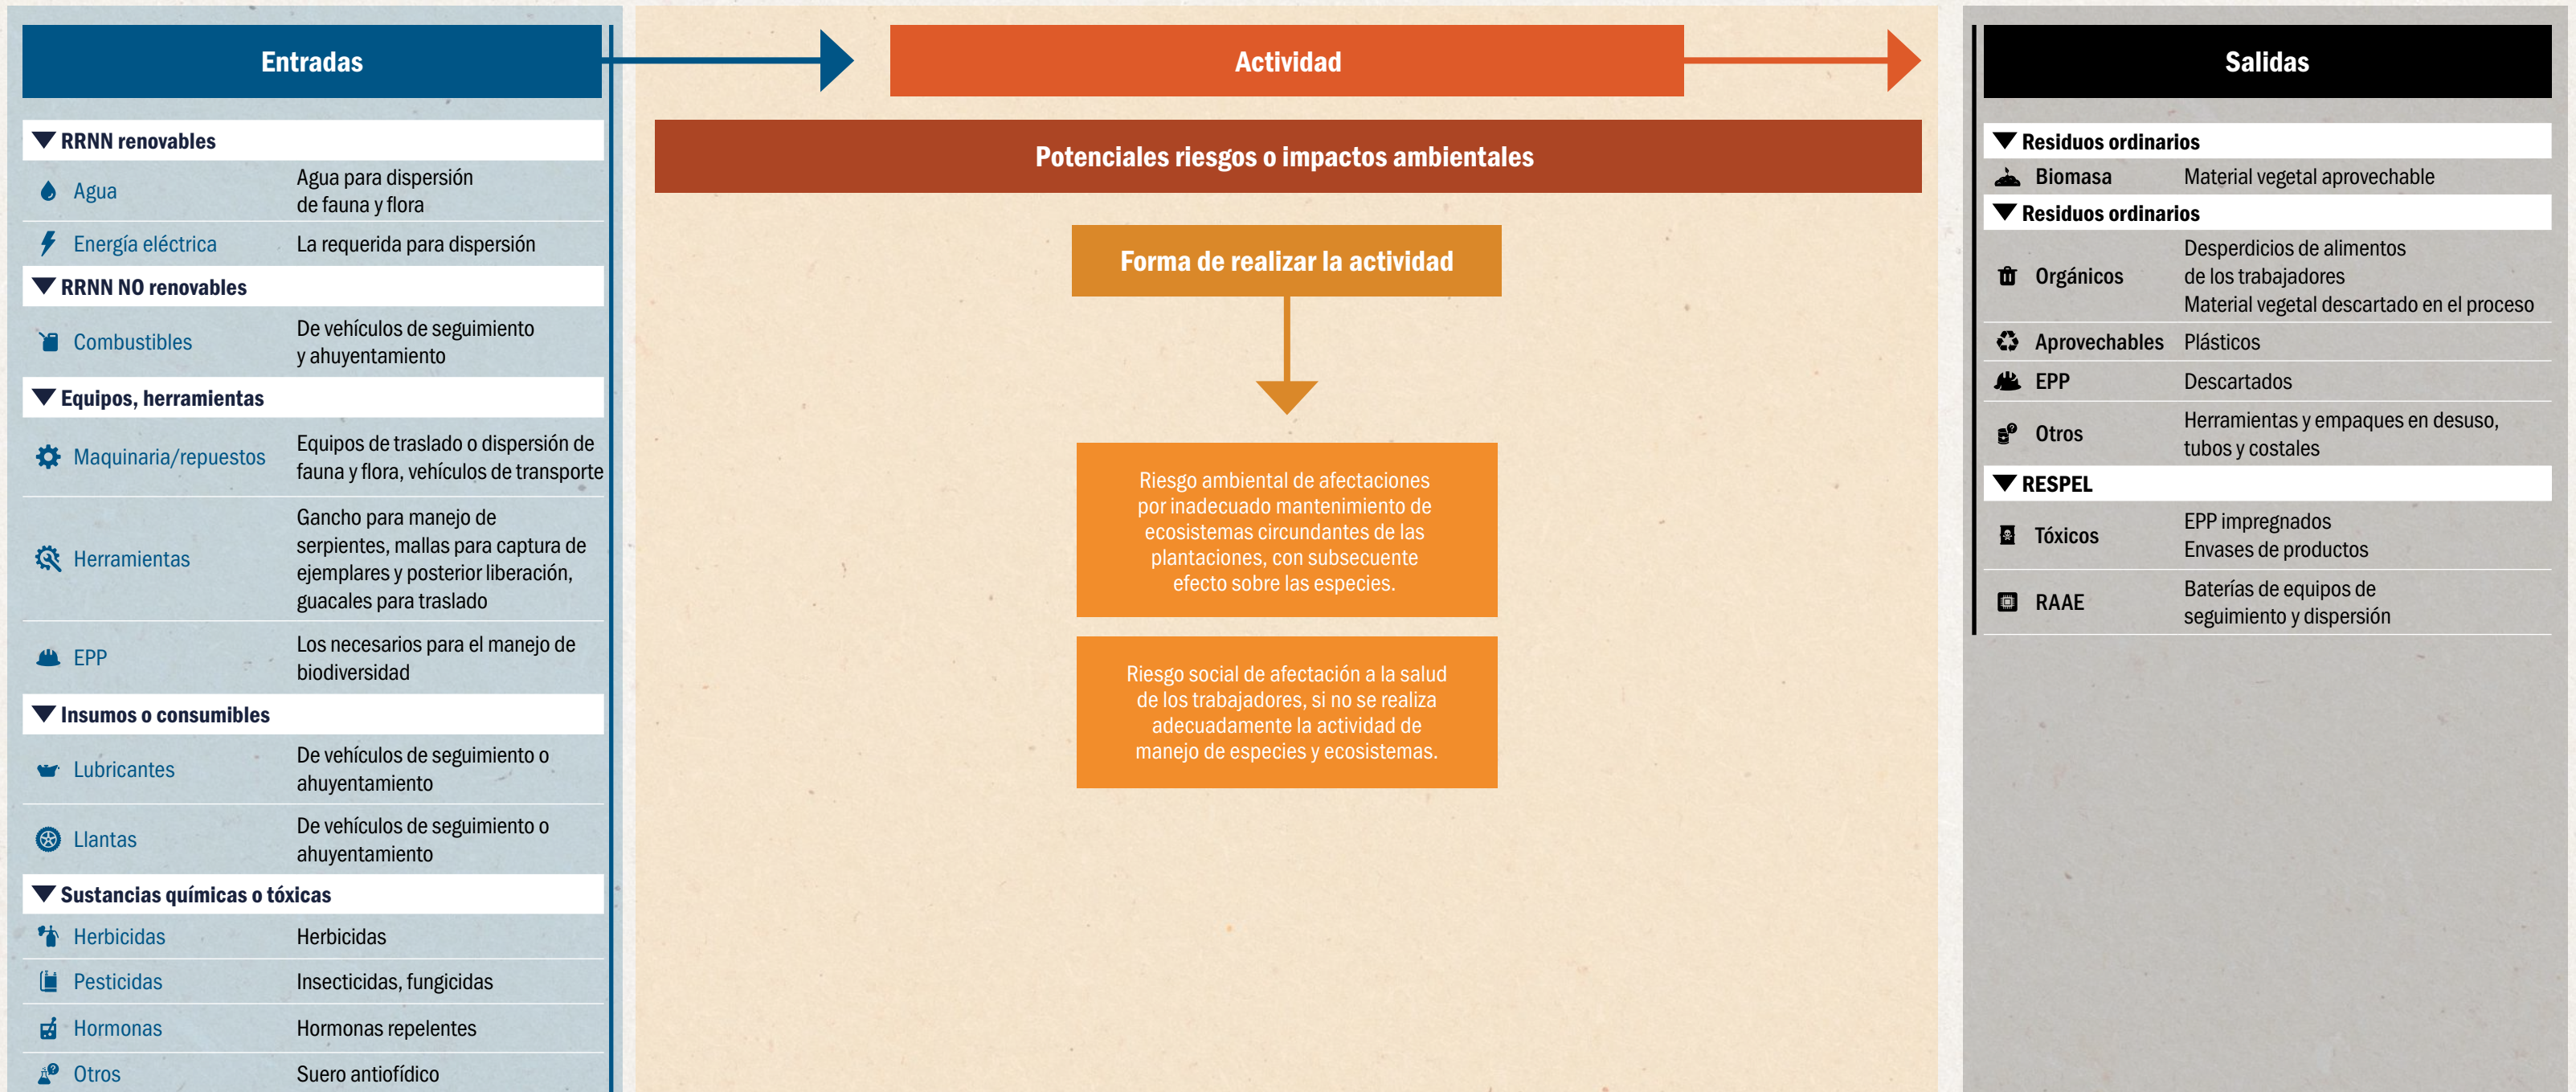 Entradas
RRNN renovables
Agua
Agua para dispersión
de fauna y flora
Energía eléctrica
La requerida para dispersión
RRNN NO renovables
Combustibles
De vehículos de seguimiento
y ahuyentamiento
Equipos, herramientas
Maquinaria/repuestos
Equipos de traslado o dispersión de
fauna y flora, vehículos de transporte
Herramientas
Gancho para manejo de
serpientes, mallas para captura de
ejemplares y posterior liberación,
guacales para traslado
EPP
Los necesarios para el manejo de
biodiversidad
Insumos o consumibles
Lubricantes
De vehículos de seguimiento o
ahuyentamiento
Llantas
De vehículos de seguimiento o
ahuyentamiento
Sustancias químicas o tóxicas
Herbicidas
Herbicidas
Pesticidas
Insecticidas, fungicidas
Hormonas
Hormonas repelentes
Otros
Suero antiofídico
Actividad
Potenciales riesgos o impactos ambientales
Forma de realizar la actividad
Riesgo ambiental de afectaciones
por inadecuado mantenimiento de
ecosistemas circundantes de las
plantaciones, con subsecuente
efecto sobre las especies.
Riesgo social de afectación a la salud
de los trabajadores, si no se realiza
adecuadamente la actividad de
manejo de especies y ecosistemas.
Salidas
Residuos ordinarios
Biomasa
Material vegetal aprovechable
Residuos ordinarios
Orgánicos
Desperdicios de alimentos
de los trabajadores
Material vegetal descartado en el proceso
Aprovechables
Plásticos
EPP
Descartados
Otros
Herramientas y empaques en desuso,
tubos y costales
RESPEL
Tóxicos
EPP impregnados
Envases de productos
RAAE
Baterías de equipos de
seguimiento y dispersión